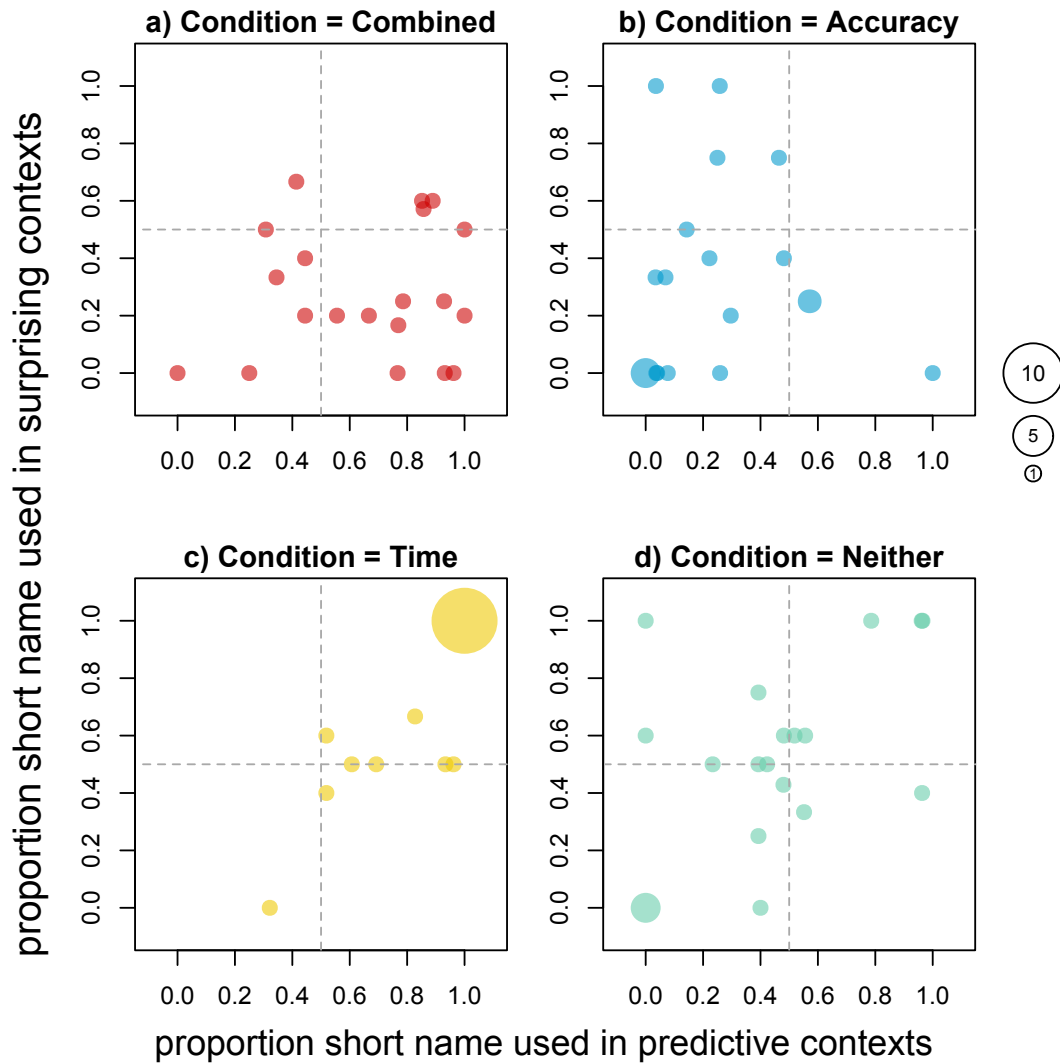 a) Condition = Combined
b) Condition = Accuracy
proportion short name used in surprising contexts
1.0
0.8
0.6
0.4
0.2
0.0
0.0 0.2 0.4 0.6 0.8 1.0
1.0
0.8
0.6
0.4
0.2
0.0
0.0 0.2 0.4 0.6 0.8 1.0
10
5
1
c) Condition = Time
d) Condition = Neither
1.0
0.8
0.6
0.4
0.2
0.0
0.0 0.2 0.4 0.6 0.8 1.0
1.0
0.8
0.6
0.4
0.2
0.0
0.0 0.2 0.4 0.6 0.8 1.0
proportion short name used in predictive contexts